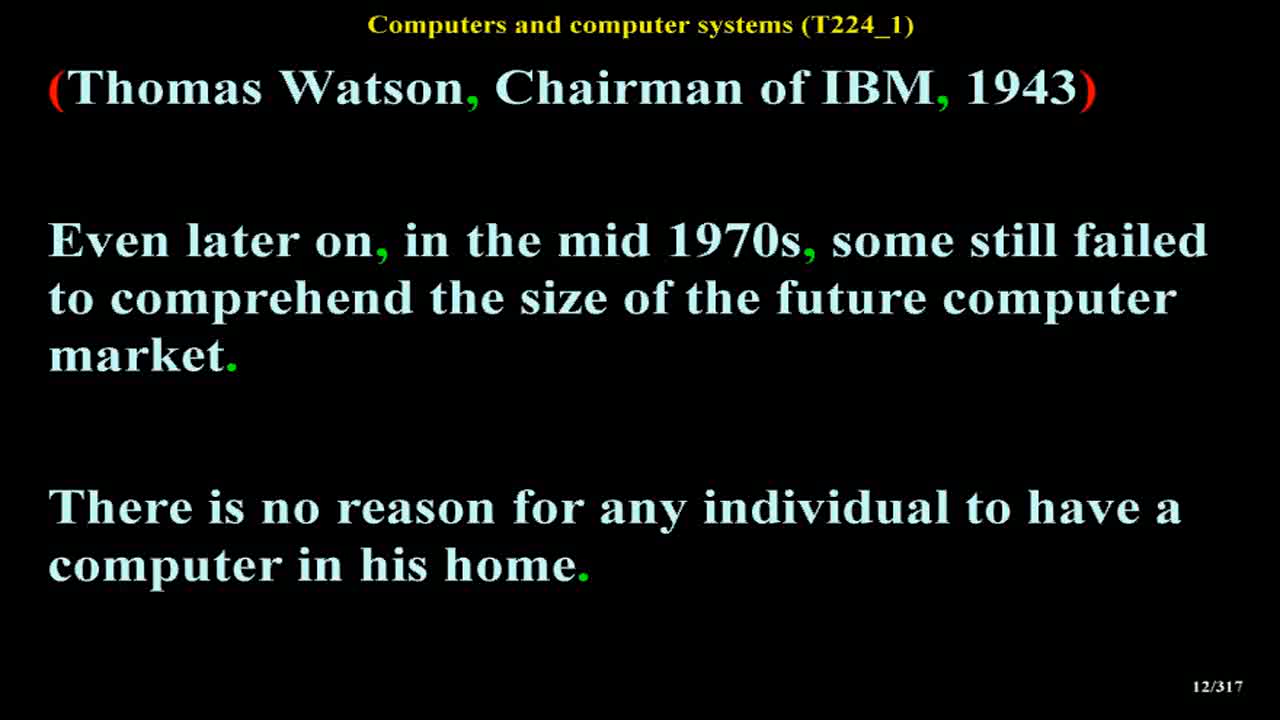 Computers and computer systems (T224_1)
(Thomas Watson, Chairman of IBM, 1943)
Even later on, in the mid 1970s, some still failed
to comprehend the size of the future computer
market.
There is no reason for any individual to have a
computer in his home.
12/317